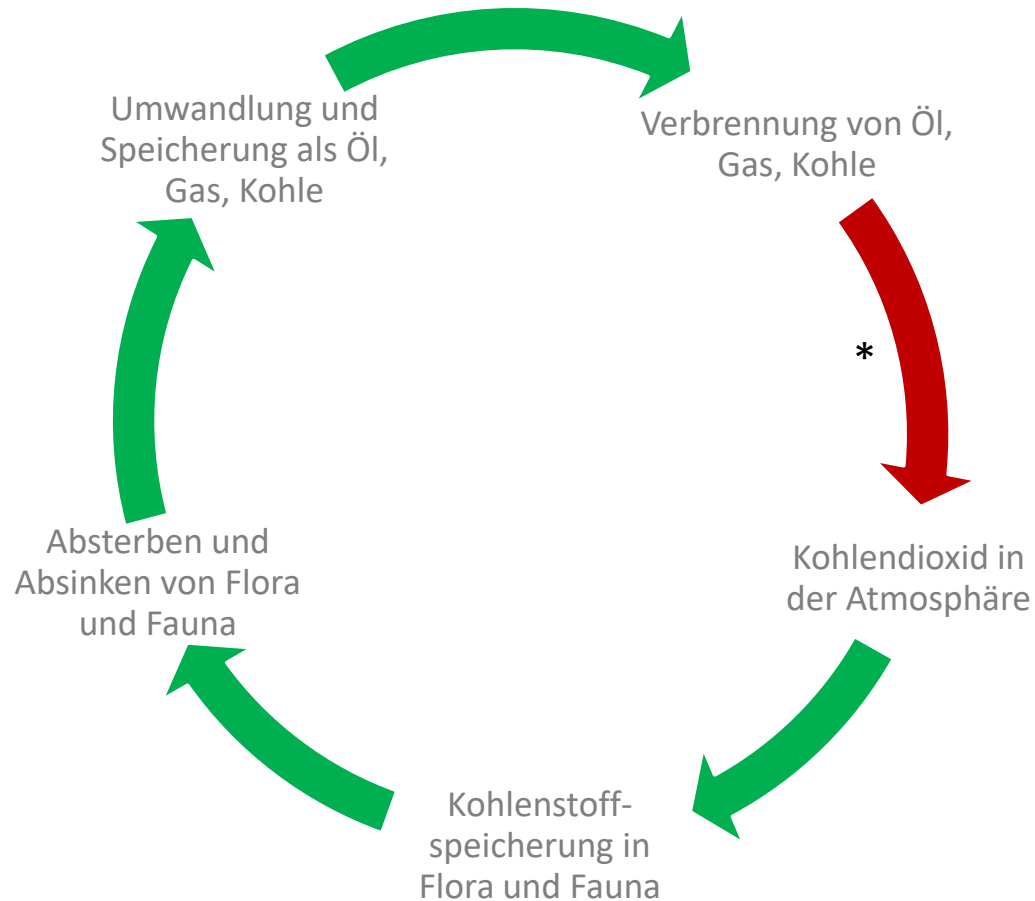 Umwandlung und
Speicherung als Öl,
Gas, Kohle
Verbrennung von Öl,
Gas, Kohle
*
Kohlendioxid in
der Atmosphäre
Kohlenstoff-
speicherung in
Flora und Fauna
Absterben und
Absinken von Flora
und Fauna